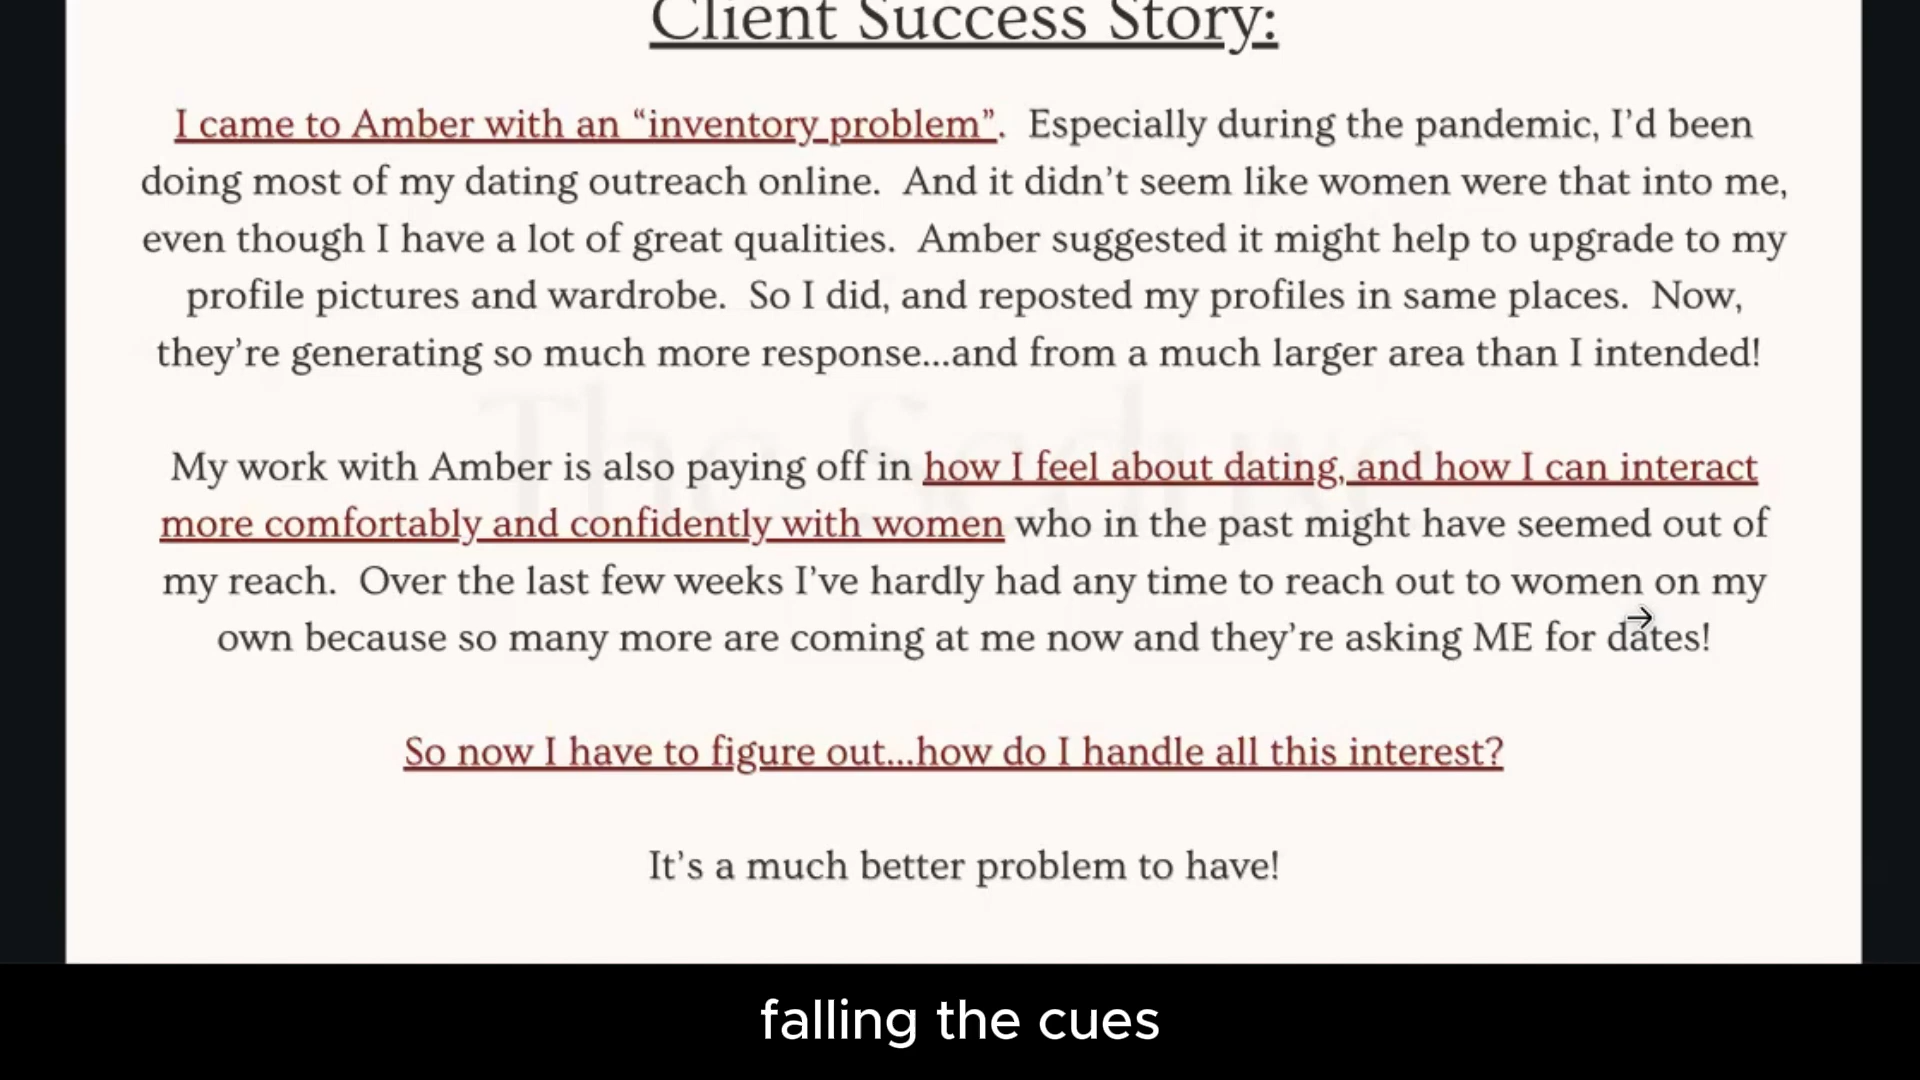 Client Success Story:
I came to Amber with an “inventory problem”. Especially during the pandemic, I’d been
doing most of my dating outreach online. And it didn’t seem like women were that into me,
even though I have a lot of great qualities. Amber suggested it might help to upgrade to my
profile pictures and wardrobe. So I did, and reposted my profiles in same places. Now,
they’re generating so much more response...and from a much larger area than I intended!
My work with Amber is also paying off in how I feel about dating, and how I can interact
more comfortably and confidently with women who in the past might have seemed out of
my reach. Over the last few weeks I’ve hardly had any time to reach out to women on my
own because so many more are coming at me now and they’re asking ME for dates!
So now I have to figure out...how do I handle all this interest?
It’s a much better problem to have!
falling the cues